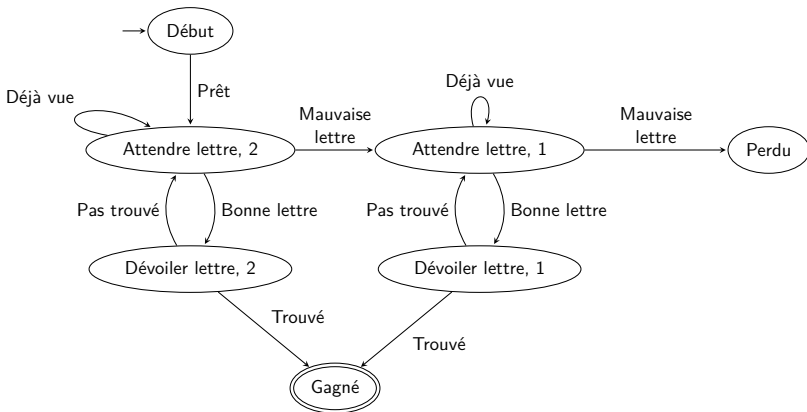 Début
Prêt
Déjà vue
Déjà vue
Mauvaise
lettre
Mauvaise
lettre
Attendre lettre, 2
Attendre lettre, 1
Perdu
Pas trouvé
Bonne lettre
Pas trouvé
Bonne lettre
Dévoiler lettre, 2
Dévoiler lettre, 1
Trouvé
Trouvé
Gagné